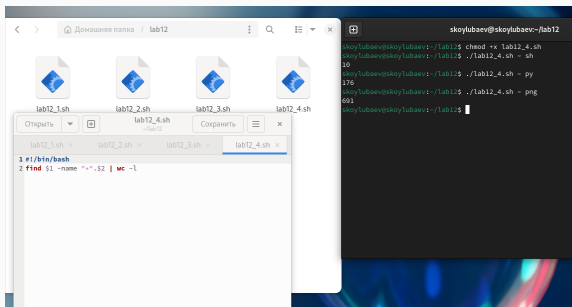 Домашняя папка / lab12
lab12_1.sh
lab12_2.sh
lab12_3.sh
lab12_4.sh
Открыть
lab12_4.sh
~/lab12
Сохранить
lab12_1.sh ×
lab12_2.sh ×
lab12_3.sh ×
lab12_4.sh ×
1 #!/bin/bash
2 find $1 -name "*".$2 | wc -l
skoylubaev@skoylubaev:~/lab12
skoylubaev@skoylubaev:~/lab12$ chmod +x lab12_4.sh
skoylubaev@skoylubaev:~/lab12$ ./lab12_4.sh ~ sh
10
skoylubaev@skoylubaev:~/lab12$ ./lab12_4.sh ~ py
176
skoylubaev@skoylubaev:~/lab12$ ./lab12_4.sh ~ png
691
skoylubaev@skoylubaev:~/lab12$